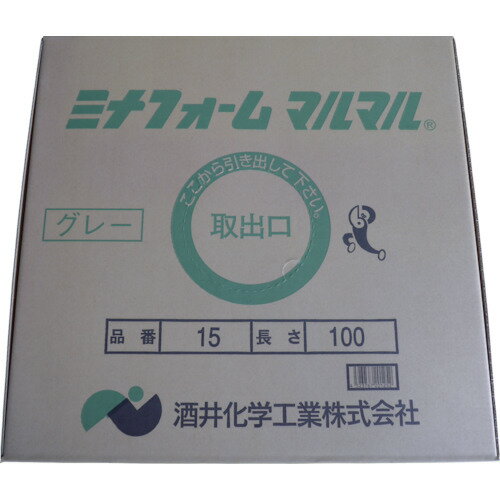 ミナフォーム マルマル®
ここから引き出して下さい。
グレー
取出口
品番 15 長さ 100
酒井化学工業株式会社